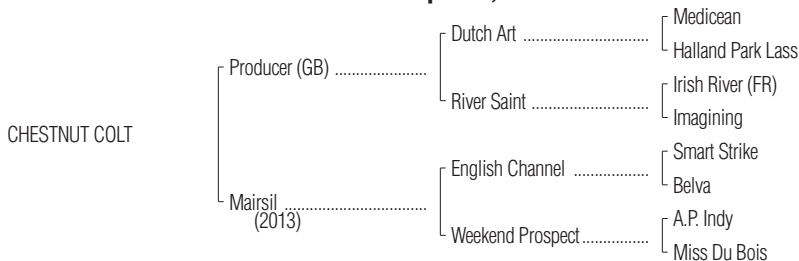 Medicean
Dutch Art ..............................
Halland Park Lass
Producer (GB) ......................
Irish River (FR)
River Saint ............................
Imagining
CHESTNUT COLT
Smart Strike
English Channel ..................
Belva
Mairsil ..................................
(2013)
A.P. Indy
Weekend Prospect................
Miss Du Bois